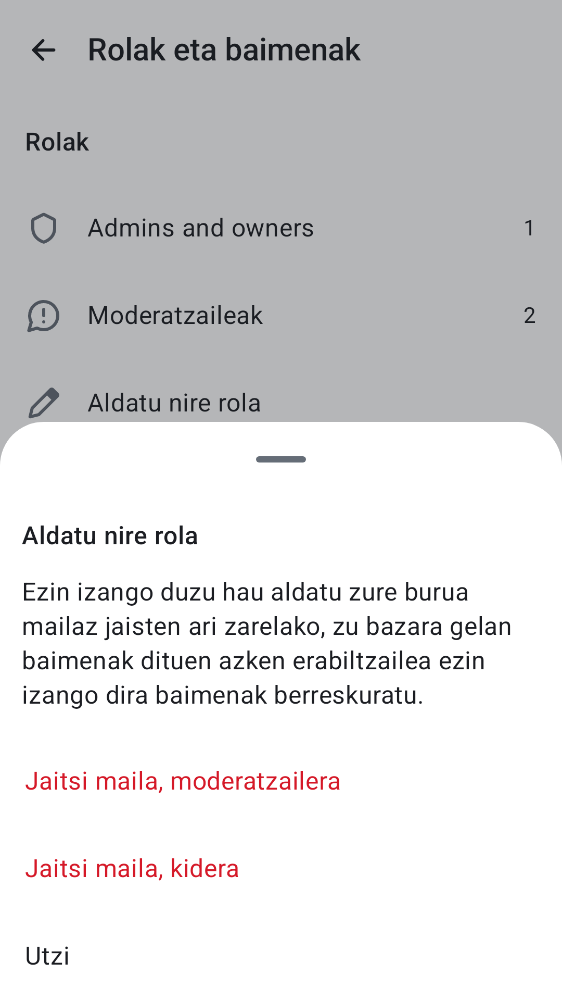 Rolak eta baimenak
Rolak
Admins and owners 1
Moderatzaileak 2
Aldatu nire rola
Aldatu nire rola
Ezin izango duzu hau aldatu zure burua
mailaz jaisten ari zarelako, zu bazara gelan
baimenak dituen azken erabiltzailea ezin
izango dira baimenak berreskuratu.
Jaitsi maila, moderatzailera
Jaitsi maila, kidera
Utzi